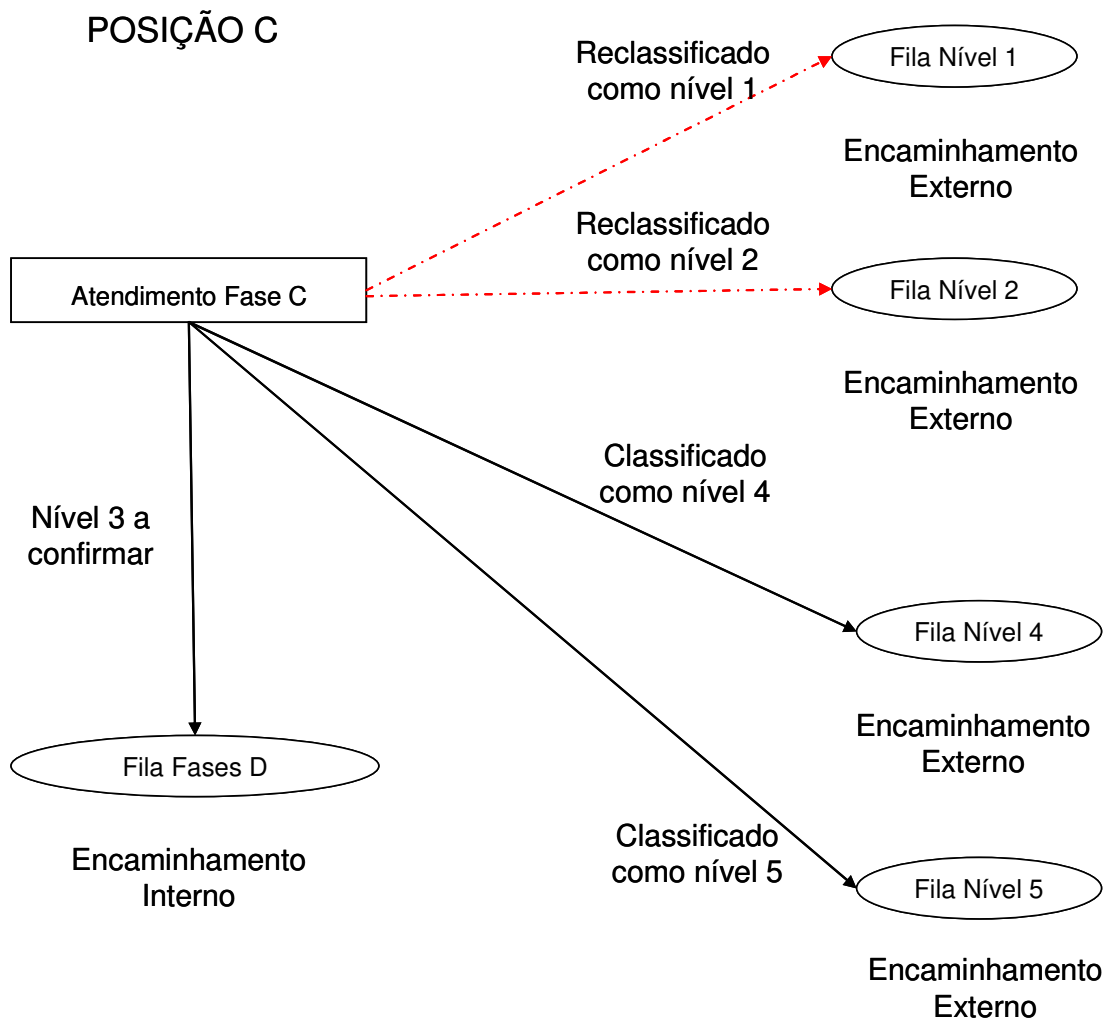 POSIÇÃO C
Reclassificado
como nível 1
Fila Nível 1
Encaminhamento
Externo
Reclassificado
como nível 2
Atendimento Fase C
Fila Nível 2
Encaminhamento
Externo
Classificado
como nível 4
Nível 3 a
confirmar
Fila Nível 4
Encaminhamento
Externo
Fila Fases D
Encaminhamento
Interno
Classificado
como nível 5
Fila Nível 5
Encaminhamento
Externo